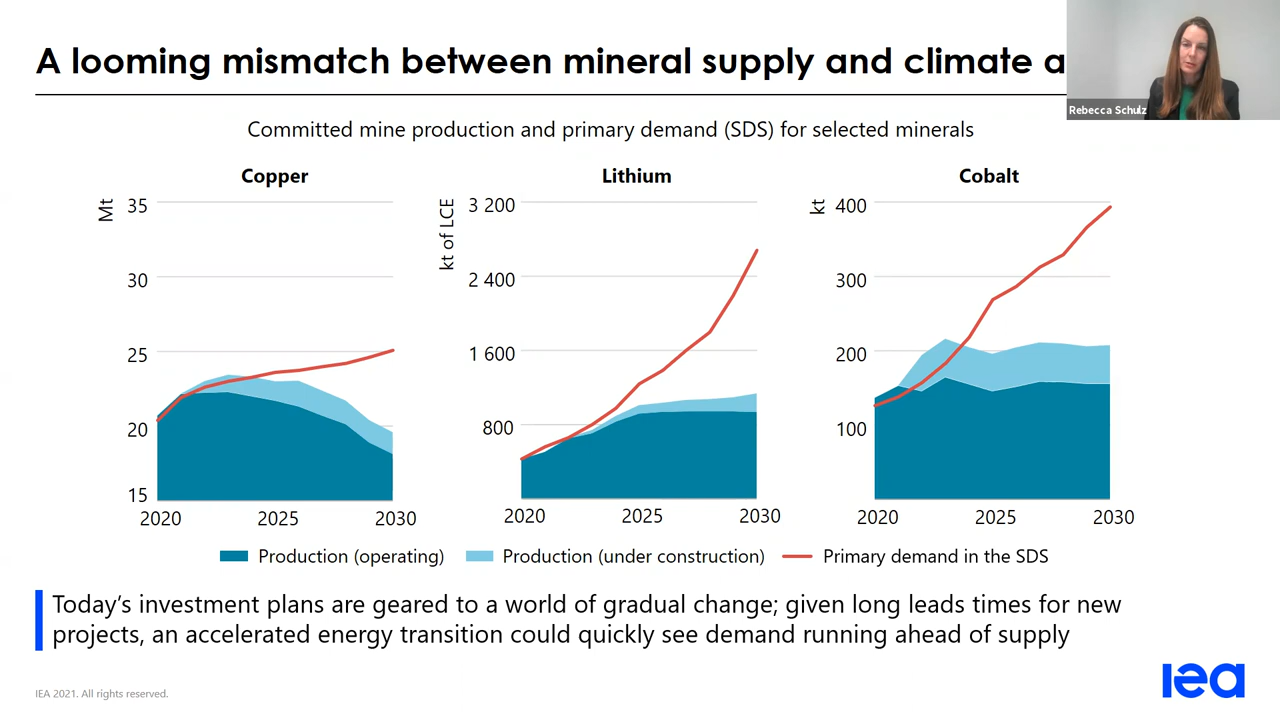 A looming mismatch between mineral supply and climate a
Rebecca Schulz
Committed mine production and primary demand (SDS) for selected minerals
Copper
Mt
35
30
25
20
15
2020 2025 2030
Lithium
kt of LCE
3 200
2 400
1 600
800
2020 2025 2030
Cobalt
kt
400
300
200
100
2020 2025 2030
Production (operating) Production (under construction) Primary demand in the SDS
Today’s investment plans are geared to a world of gradual change; given long leads times for new
projects, an accelerated energy transition could quickly see demand running ahead of supply
IEA 2021. All rights reserved.
iea